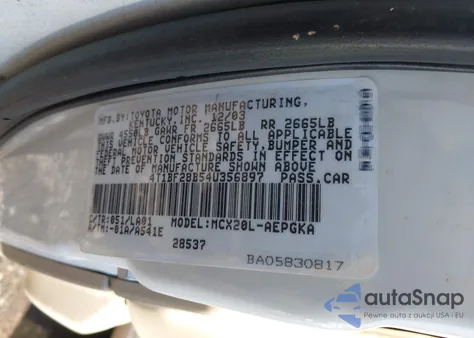 MFD.BY:TOYOTA MOTOR MANUFACTURING,
KENTUCKY,INC. 12/03
GVWR 4550LB GAWR FR 2665LB RR 2665LB
THIS VEHICLE CONFORMS TO ALL APPLICABLE
FEDERAL MOTOR VEHICLE SAFETY,BUMPER AND
THEFT PREVENTION STANDARDS IN EFFECT
ON THE DATE OF MANUFACTURE SHOWN ABOVE.
4T1BF28B54U356897 PASS.CAR
C/TR:051/LA01 MODEL:MCX20L-AEPGKA
A/TM:-01A/A541E
28537
BA05830817
autoSnap
Pewne auta z aukcji USA - EU
www.autosnap